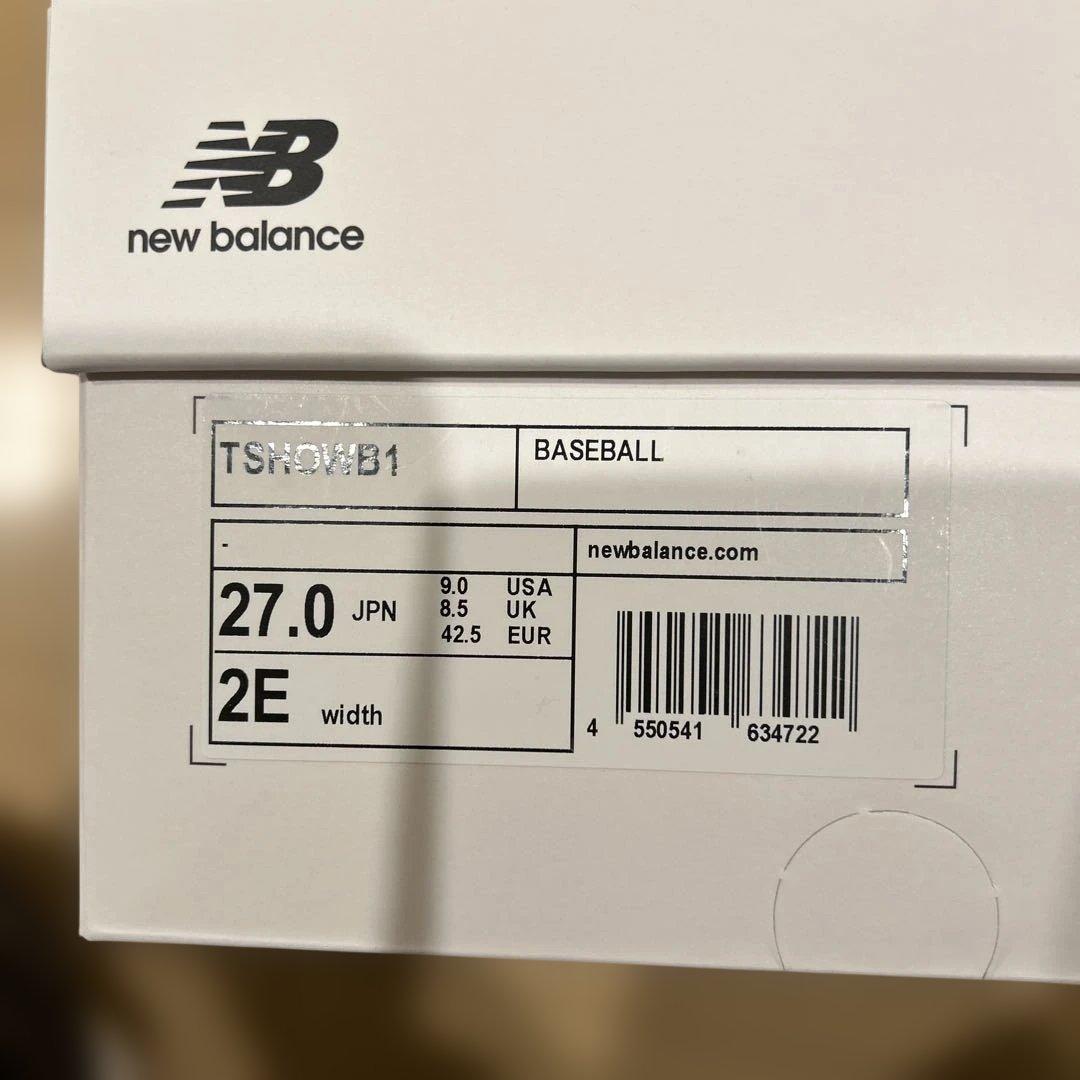 NB
new balance
TSHOWB1
BASEBALL
-
newbalance.com
27.0 JPN
9.0 USA
8.5 UK
42.5 EUR
2E width
4 550541 634722